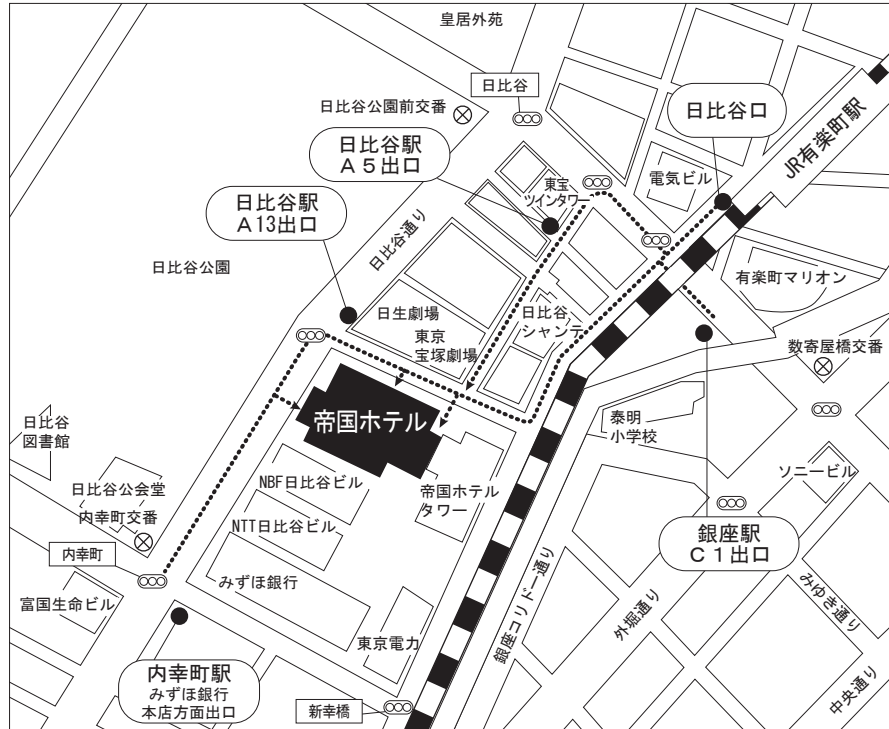 皇居外苑
日比谷
日比谷公園前交番
日比谷口
JR有楽町駅
日比谷駅
A5出口
東宝
ツインタワー
電気ビル
日比谷駅
A13出口
日比谷通り
日比谷公園
有楽町マリオン
日生劇場
東京
宝塚劇場
日比谷
シャンテ
数寄屋橋交番
帝国ホテル
日比谷
図書館
泰明
小学校
日比谷公会堂
内幸町交番
NBF日比谷ビル
帝国ホテル
タワー
ソニービル
NTT日比谷ビル
銀座駅
C1出口
内幸町
みずほ銀行
富国生命ビル
銀座コリドー通り
外堀通り
みゆき通り
中央通り
東京電力
内幸町駅
みずほ銀行
本店方面出口
新幸橋